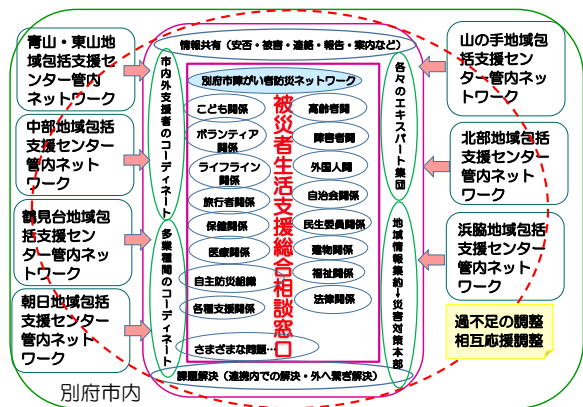 青山・東山地
域包括支援セ
ンター管内
ネットワーク
中部地域包括
支援センター
管内ネット
ワーク
鶴見台地域包
括支援セン
ター管内ネッ
トワーク
朝日地域包括
支援センター
管内ネット
ワーク
別府市内
市内外支援者のコーディネート
多業種間のコーディネート
情報共有（安否・被害・連絡・報告・案内など）
別府市障がい者防災ネットワーク
こども関係
ボランティア
関係
ライフライン
関係
旅行者関係
保健関係
医療関係
自主防災組織
各種支援関係
さまざまな問題…
被災者生活支援総合相談窓口
高齢者関
障害者関
外国人関
自治会関係
民生委員関係
建物関係
福祉関係
法律関係
課題解決（連携内での解決・外へ繋ぎ解決）
各々のエキスパート集団
地域情報集約→災害対策本部
山の手地域包
括支援セン
ター管内ネッ
トワーク
北部地域包括
支援センター
管内ネット
ワーク
浜脇地域包括
支援センター
管内ネット
ワーク
過不足の調整
相互応援調整